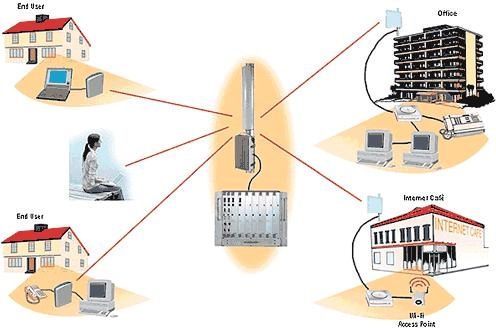 End User
Office
End User
Internet Café
INTERNET CAFE
Wi-Fi
Access Point